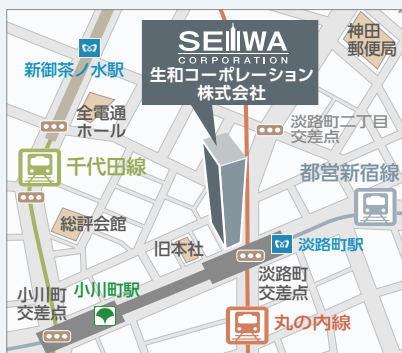 SEIWA
CORPORATION
生和コーポレーション
株式会社
神田
郵便局
新御茶ノ水駅
全電通
ホール
淡路町二丁目
交差点
千代田線
都営新宿線
総評会館
旧本社
淡路町駅
小川町
交差点
小川町駅
淡路町
交差点
丸の内線